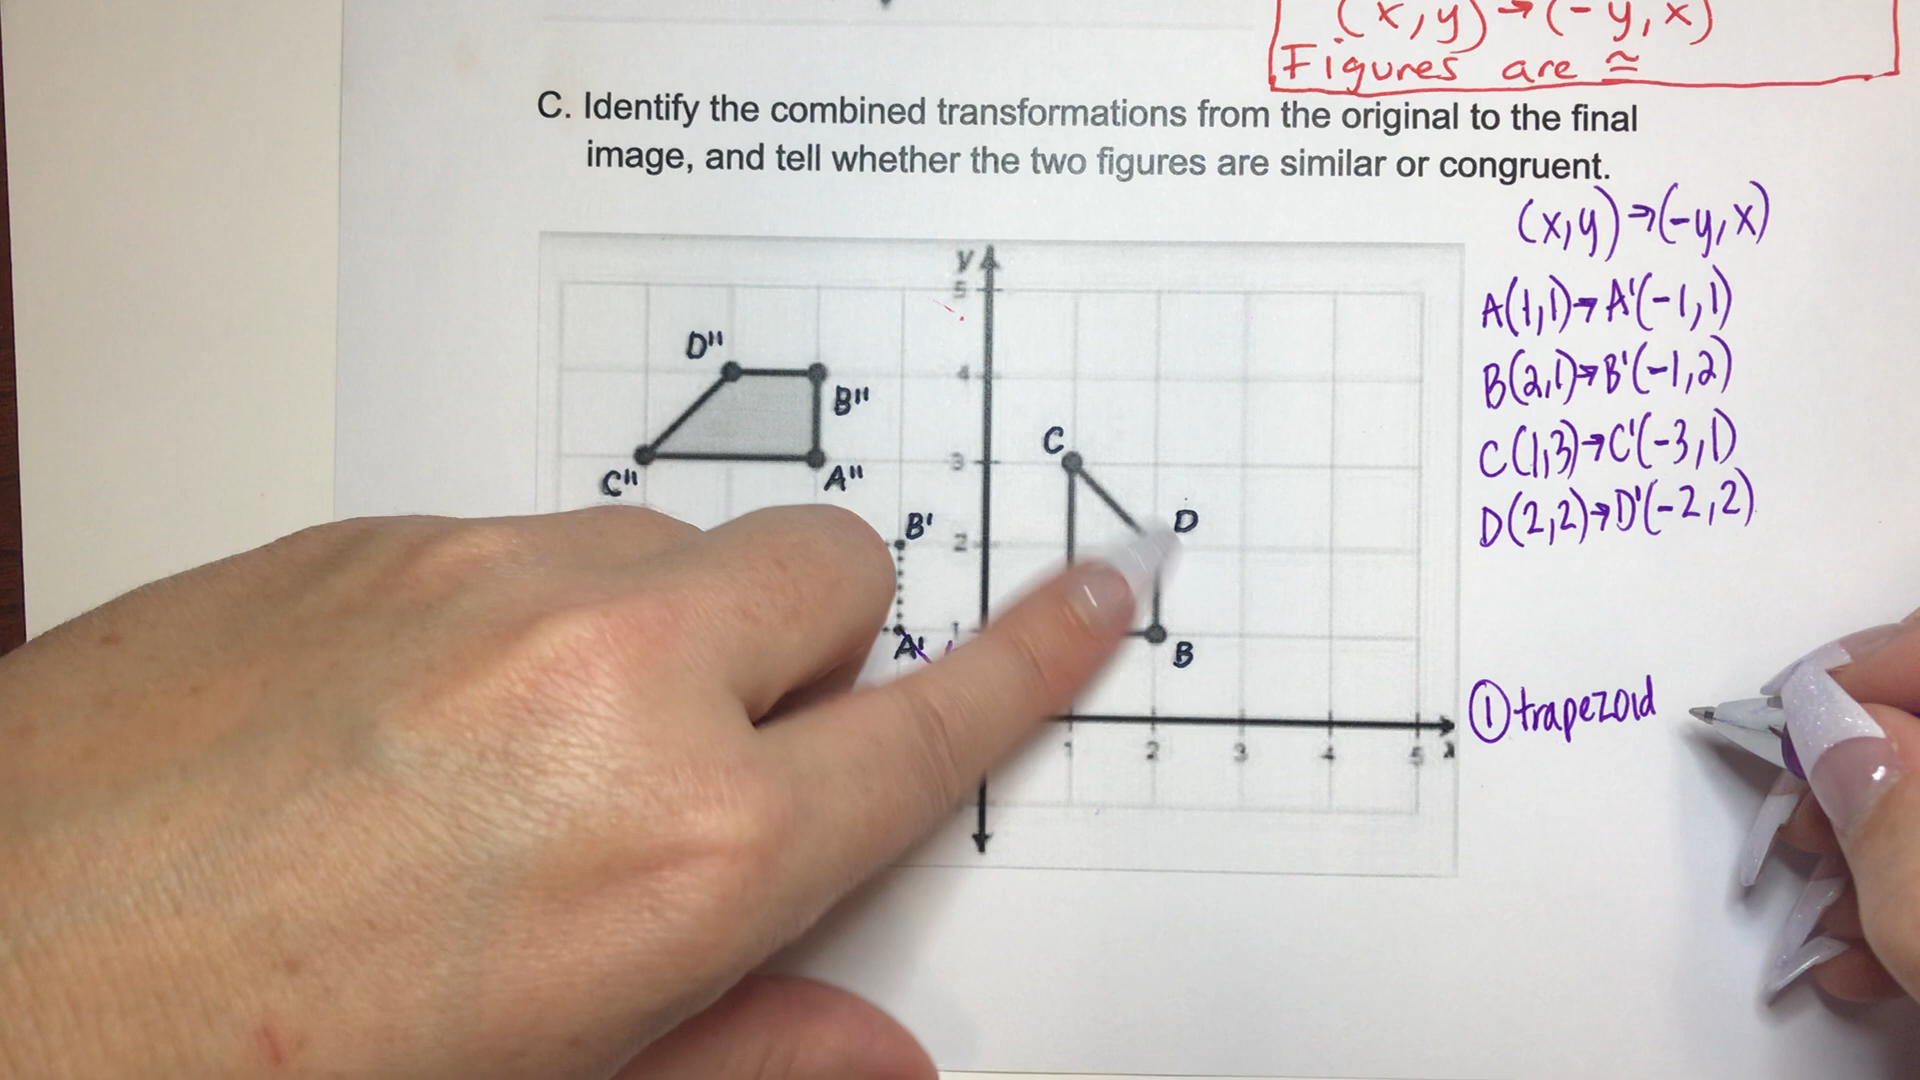 (x,y)→(-y,x)
Figures are ≅
C. Identify the combined transformations from the original to the final
image, and tell whether the two figures are similar or congruent.
(x,y)→(-y,x)
A(1,1)→A'(-1,1)
B(2,1)→B'(-1,2)
C(1,3)→C'(-3,1)
D(2,2)→D'(-2,2)
y
5
D"
4
B"
C
3
C"
A"
D
B'
2
1
A'
B
①trapezoid
1 2 3 4 5